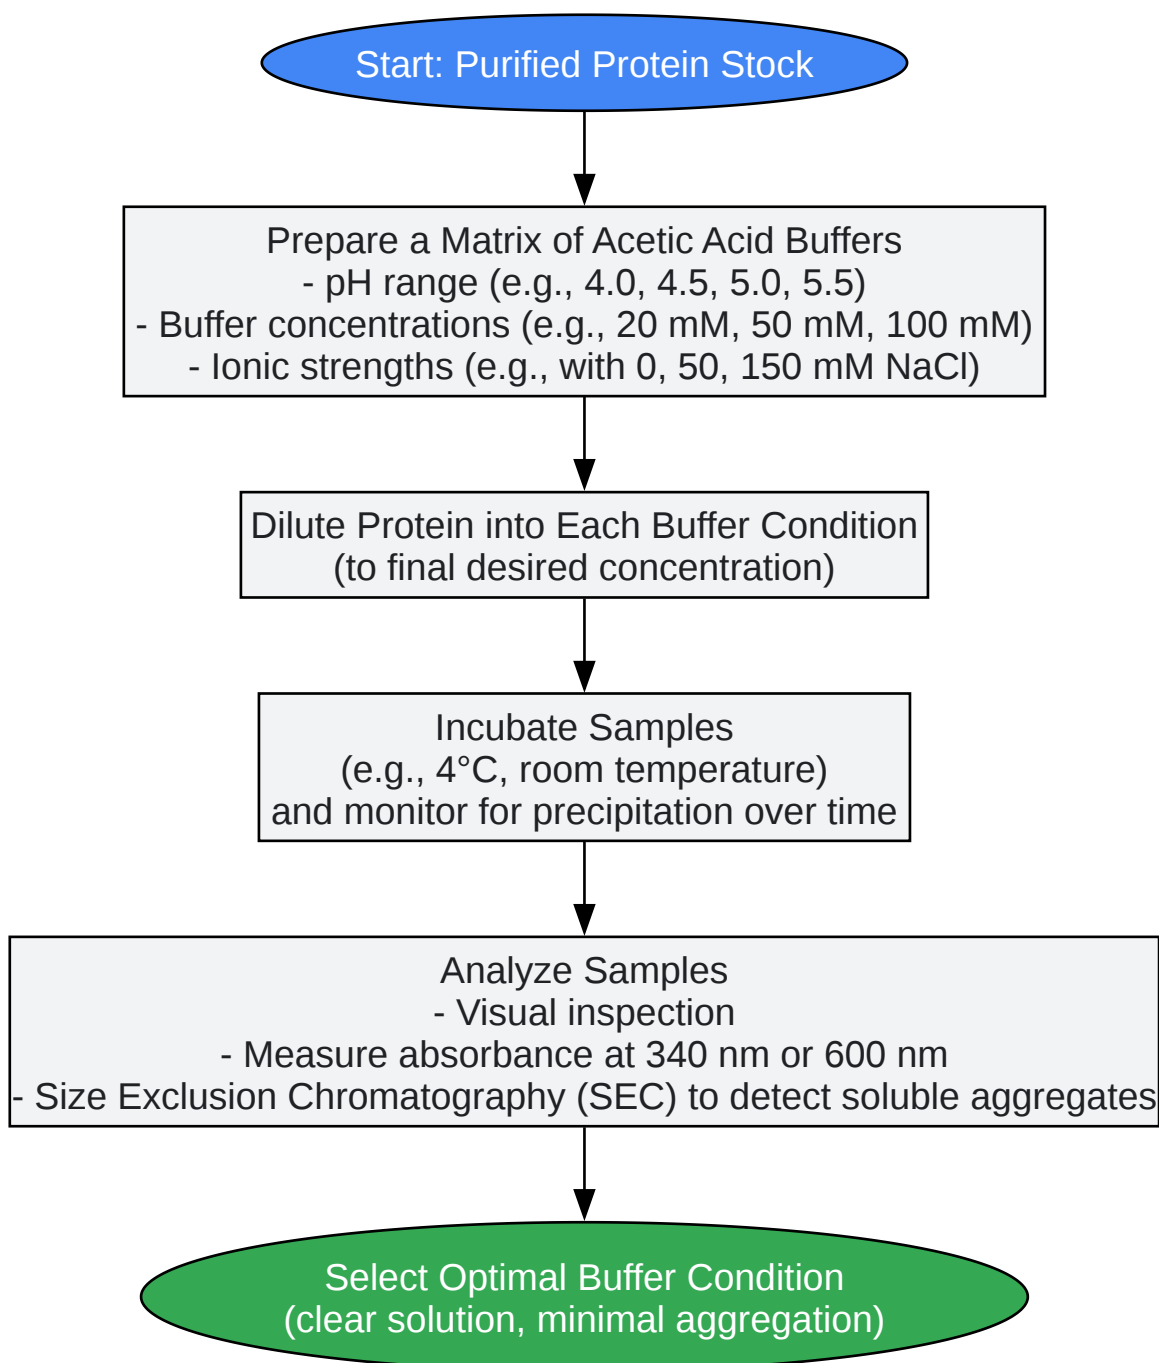 Start: Purified Protein Stock
Prepare a Matrix of Acetic Acid Buffers
- pH range (e.g., 4.0, 4.5, 5.0, 5.5)
- Buffer concentrations (e.g., 20 mM, 50 mM, 100 mM)
- Ionic strengths (e.g., with 0, 50, 150 mM NaCl)
Dilute Protein into Each Buffer Condition
(to final desired concentration)
Incubate Samples
(e.g., 4°C, room temperature)
and monitor for precipitation over time
Analyze Samples
- Visual inspection
- Measure absorbance at 340 nm or 600 nm
- Size Exclusion Chromatography (SEC) to detect soluble aggregates
Select Optimal Buffer Condition
(clear solution, minimal aggregation)